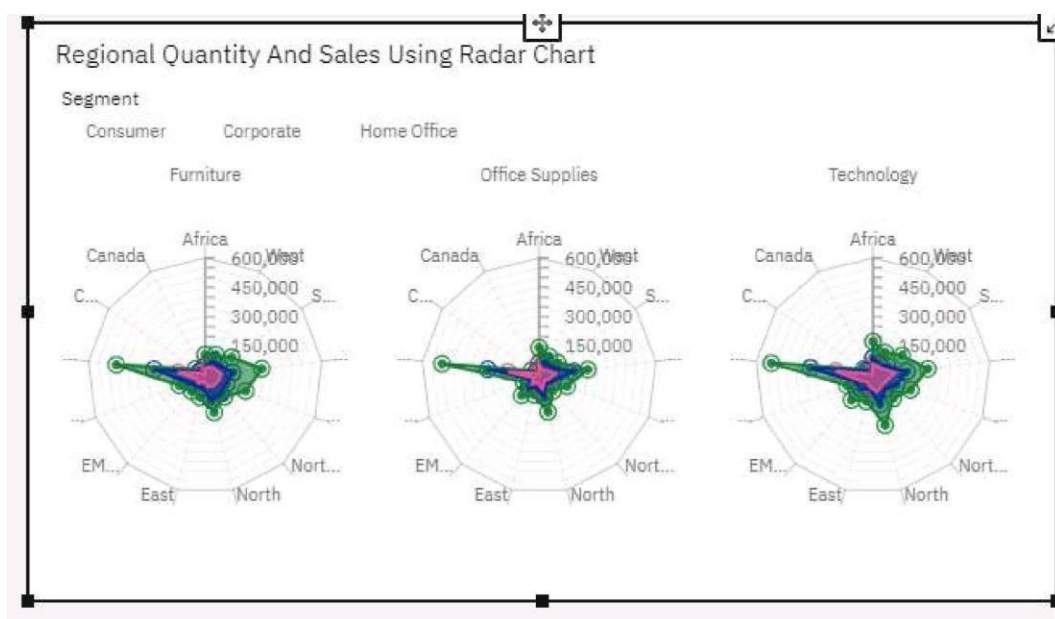 Regional Quantity And Sales Using Radar Chart
Segment
Consumer Corporate Home Office
Furniture Office Supplies Technology
Africa Africa Africa
Canada 600,000 West Canada 600,000 West Canada 600,000 West
C... 450,000 S... C... 450,000 C... 450,000 S...
300,000 300,000 300,000
150,000 150,000 150,000
EM... Nort... EM... Nort... EM... Nort...
East North East North East North